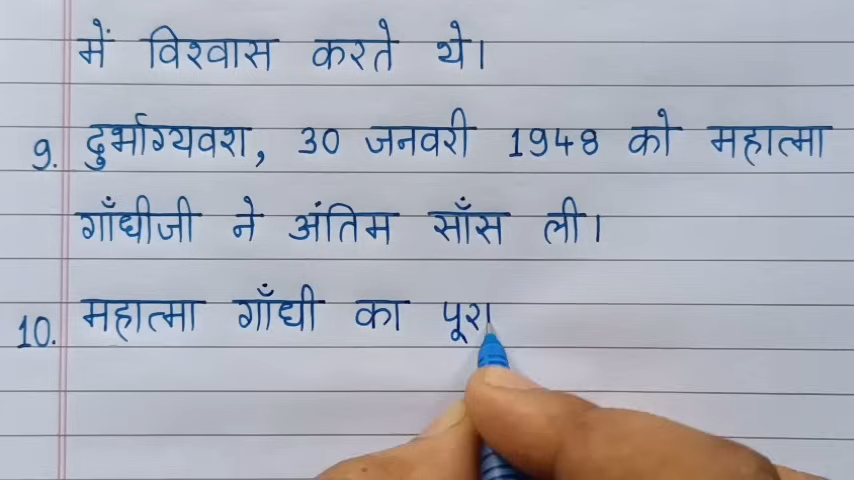 में विश्वास करते थे।
9. दुर्भाग्यवश, 30 जनवरी 1948 को महात्मा
गाँधीजी ने अंतिम साँस ली।
10. महात्मा गाँधी का पूरा